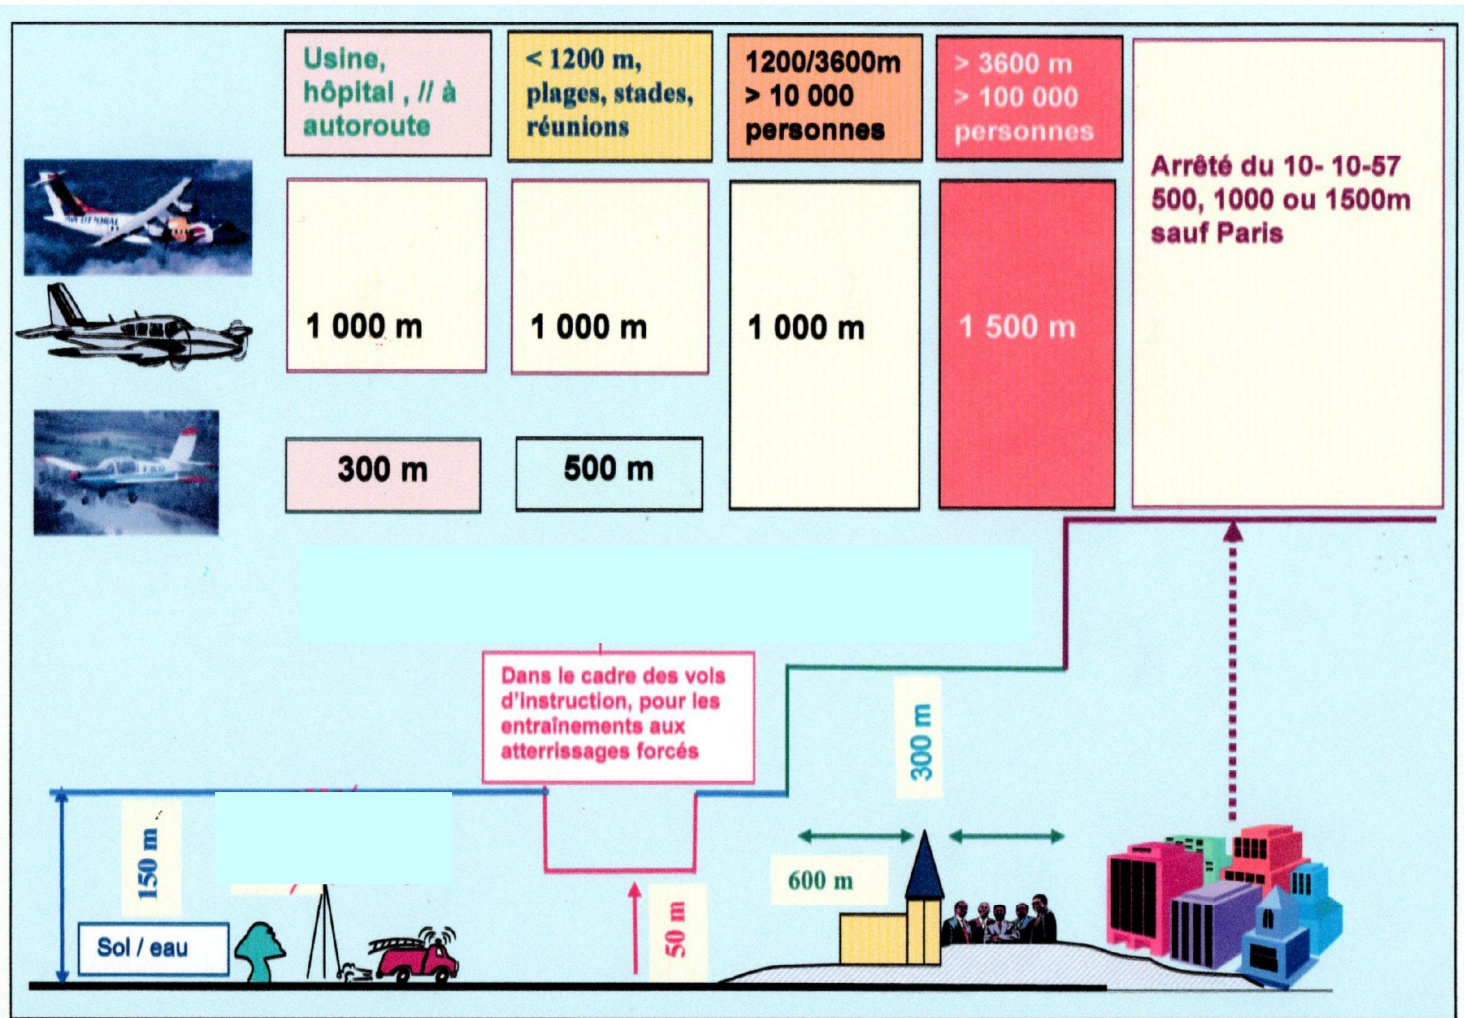 Usine,
hôpital , // à
autoroute
< 1200 m,
plages, stades,
réunions
1200/3600m
> 10 000
personnes
> 3600 m
> 100 000
personnes
Arrêté du 10- 10-57
500, 1000 ou 1500m
sauf Paris
1 000 m
1 000 m
1 000 m
1 500 m
300 m
500 m
Dans le cadre des vols
d'instruction, pour les
entraînements aux
atterrissages forcés
300 m
150 m
600 m
50 m
Sol / eau